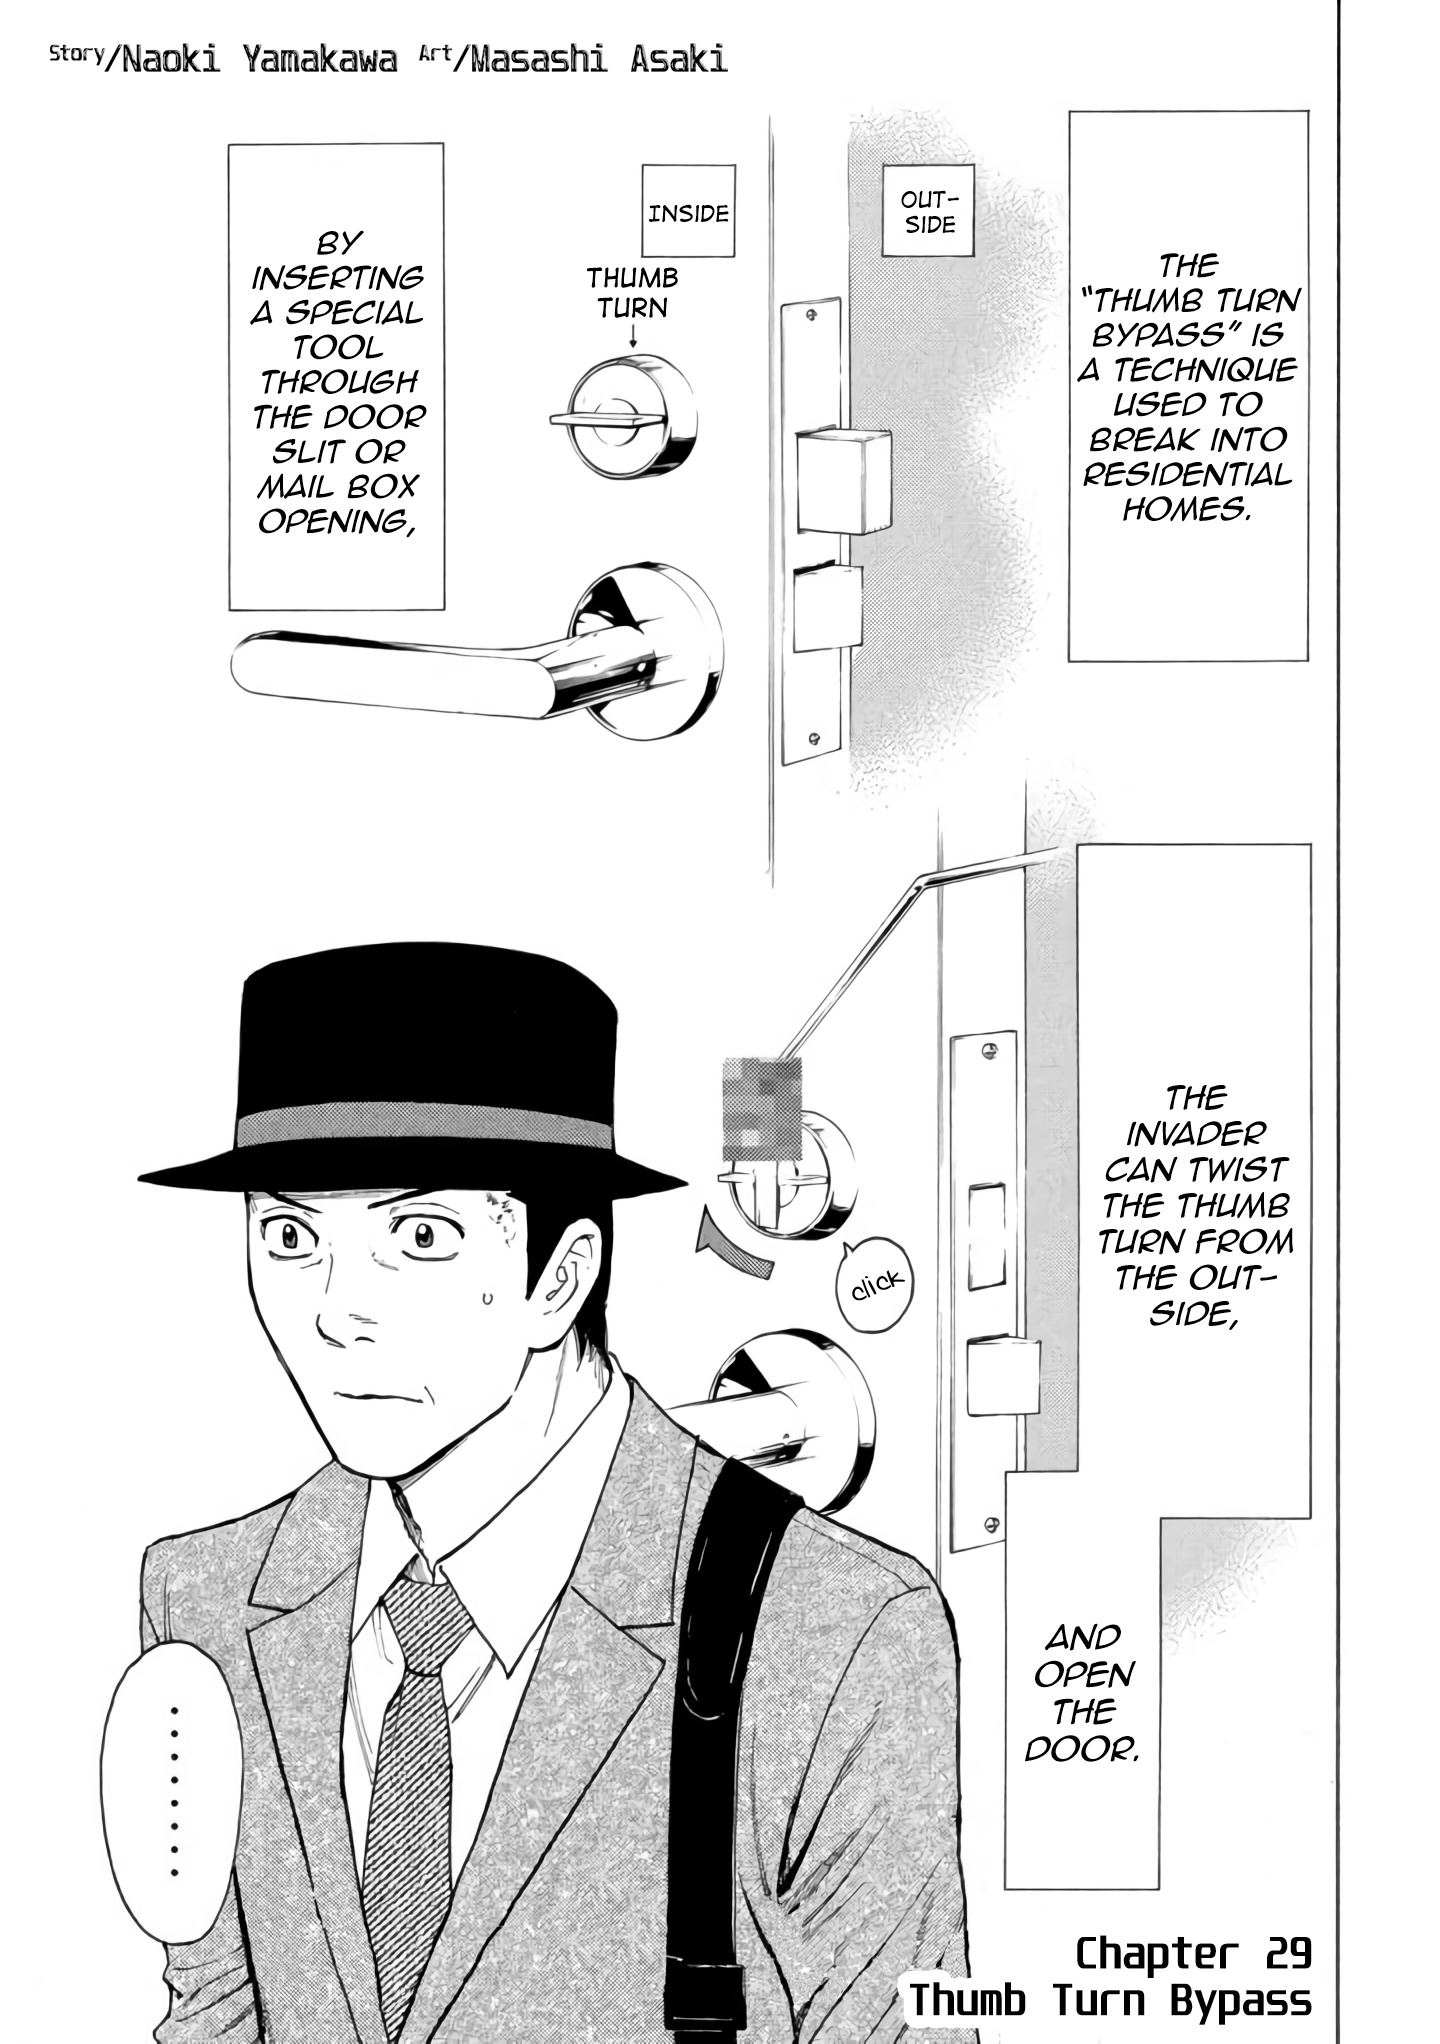 Story/Naoki Yamakawa Art/Masashi Asaki
THE
"THUMB TURN
BYPASS" IS
A TECHNIQUE
USED TO
BREAK INTO
RESIDENTIAL
HOMES.
OUT-
SIDE
INSIDE
THUMB
TURN
BY
INSERTING
A SPECIAL
TOOL
THROUGH
THE DOOR
SLIT OR
MAIL BOX
OPENING,
THE
INVADER
CAN TWIST
THE THUMB
TURN FROM
THE OUT-
SIDE,
click
AND
OPEN
THE
DOOR.
........
Chapter 29
Thumb Turn Bypass